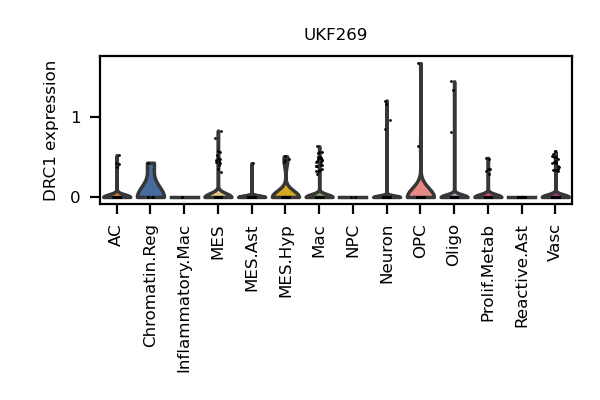 UKF269
DRC1 expression
1
0
AC
Chromatin.Reg
Inflammatory.Mac
MES
MES.Ast
MES.Hyp
Mac
NPC
Neuron
OPC
Oligo
Prolif.Metab
Reactive.Ast
Vasc